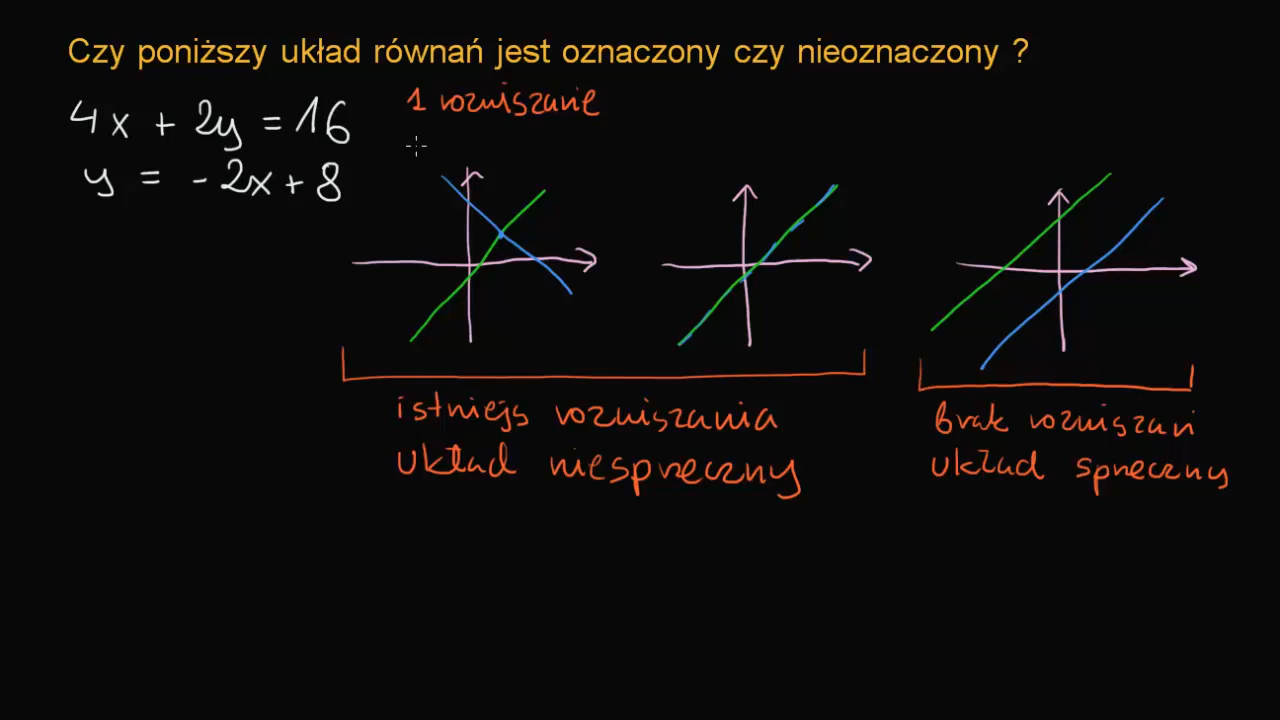 Czy poniższy układ równań jest oznaczony czy nieoznaczony ?
4x + 2y = 16
y = -2x + 8
1 rozwiązanie
istnieją rozwiązania
układ niesprzeczny
brak rozwiązań
układ sprzeczny